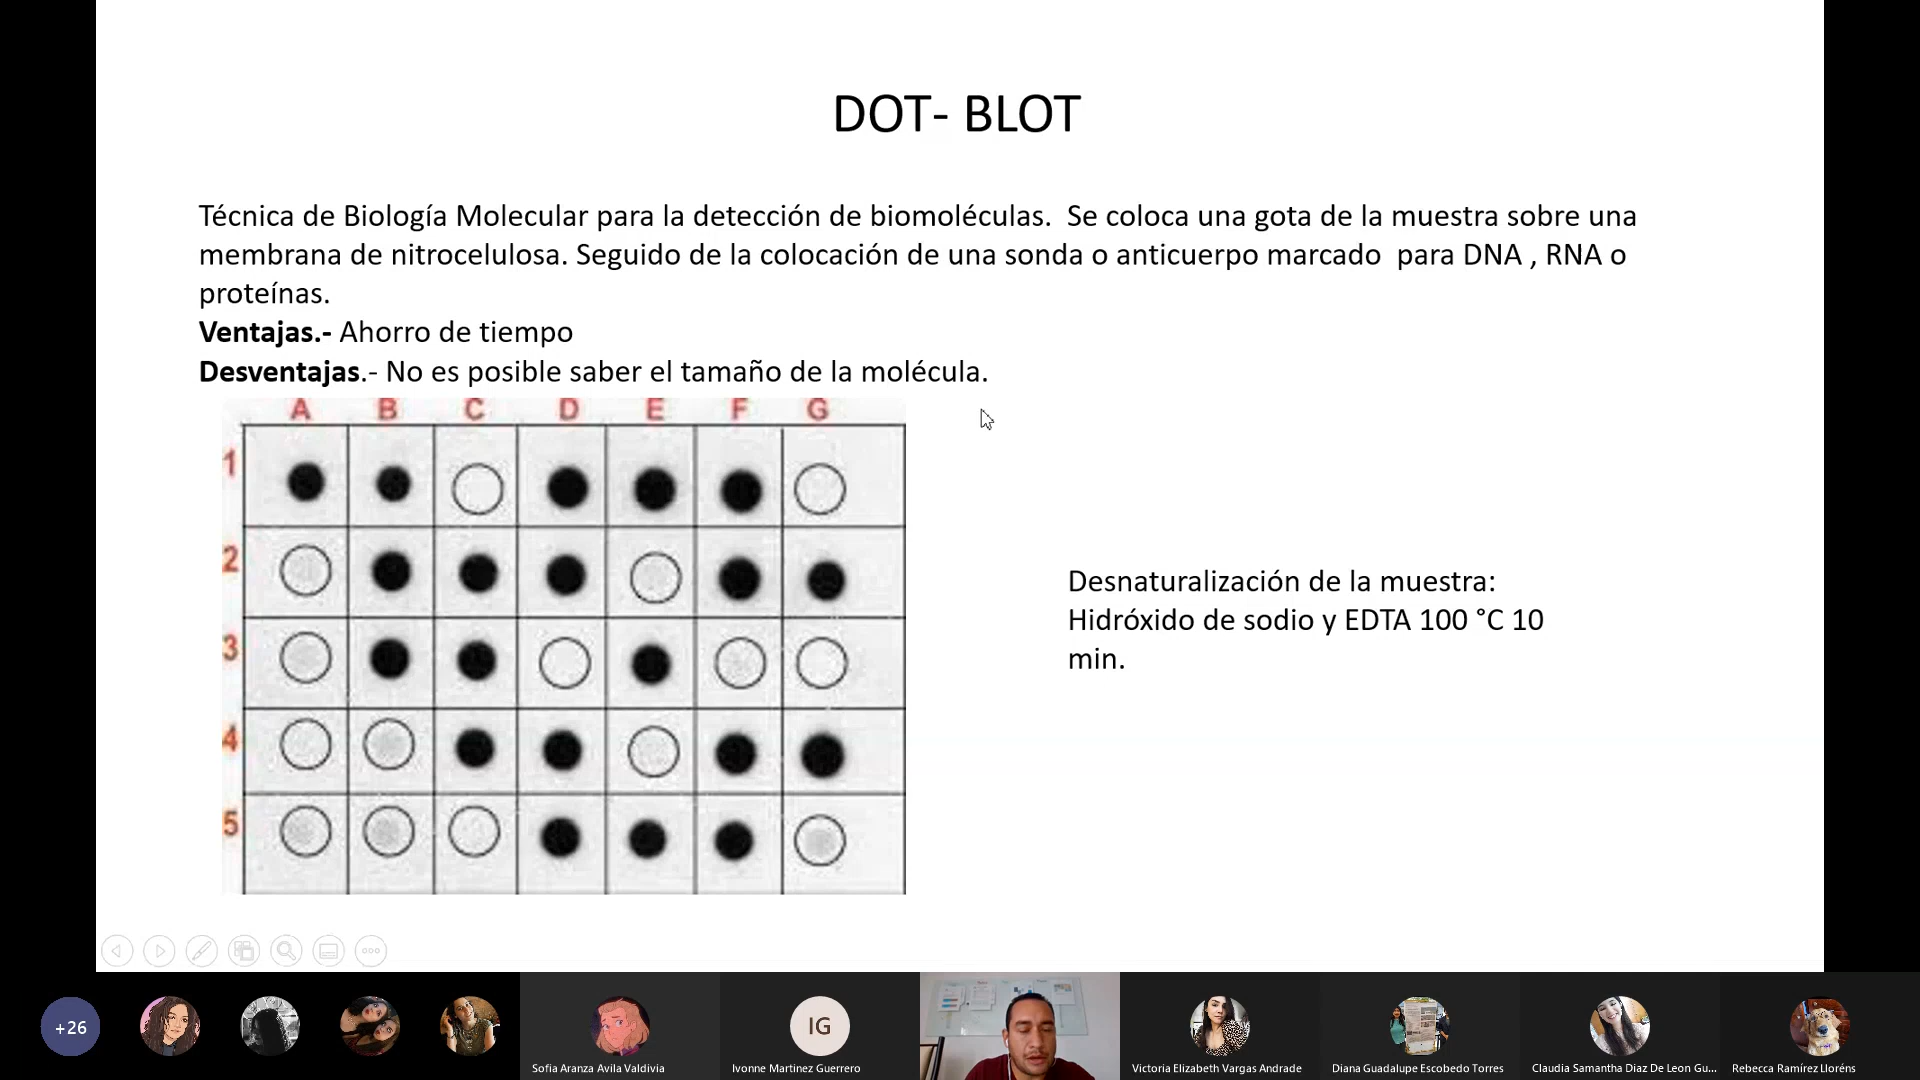 DOT- BLOT
Técnica de Biología Molecular para la detección de biomoléculas.  Se coloca una gota de la muestra sobre una
membrana de nitrocelulosa. Seguido de la colocación de una sonda o anticuerpo marcado  para DNA , RNA o
proteínas.
Ventajas.- Ahorro de tiempo
Desventajas.- No es posible saber el tamaño de la molécula.
A B C D E F G
1
2
3
4
5
Desnaturalización de la muestra:
Hidróxido de sodio y EDTA 100 °C 10
min.
+26
IG
Sofia Aranza Avila Valdivia
Ivonne Martinez Guerrero
Victoria Elizabeth Vargas Andrade
Diana Guadalupe Escobedo Torres
Claudia Samantha Diaz De Leon Gu...
Rebecca Ramírez Lloréns